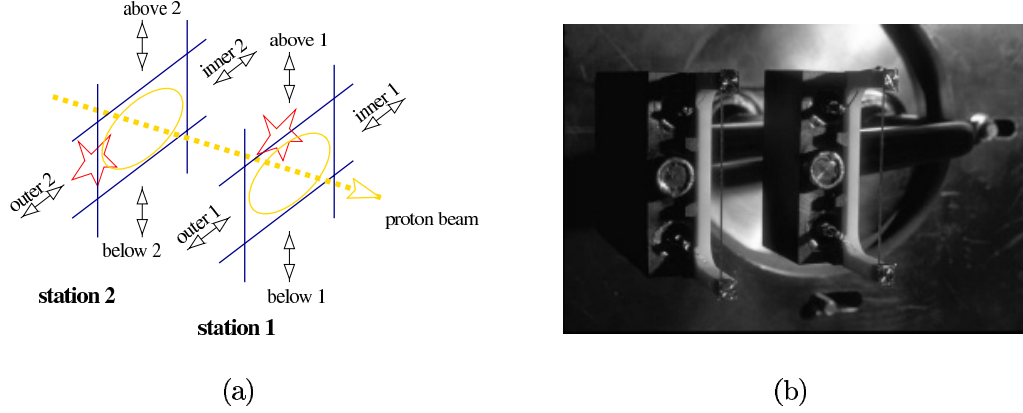 above 2
inner 2
above 1
inner 1
outer 2
below 2
outer 1
proton beam
station 2
below 1
station 1
(a)
(b)